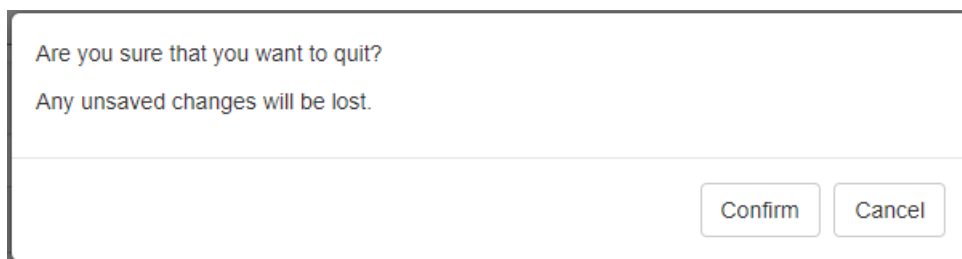 Are you sure that you want to quit?
Any unsaved changes will be lost.
Confirm Cancel